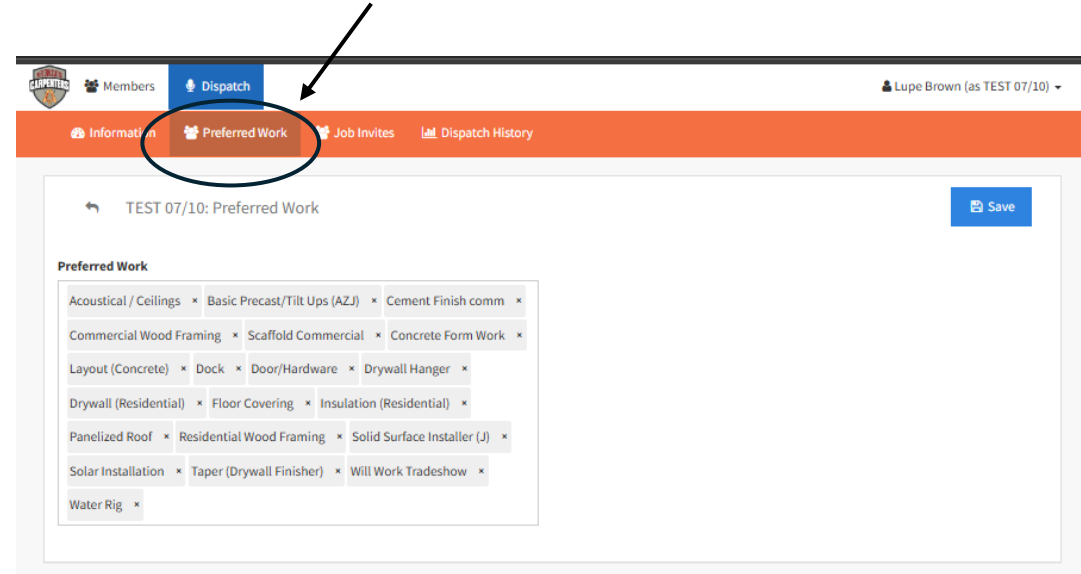 CARPENTERS
Members Dispatch Lupe Brown (as TEST 07/10)
Information Preferred Work Job Invites Dispatch History
TEST 07/10: Preferred Work Save
Preferred Work
Acoustical / Ceilings × Basic Precast/Tilt Ups (AZJ) × Cement Finish comm ×
Commercial Wood Framing × Scaffold Commercial × Concrete Form Work ×
Layout (Concrete) × Dock × Door/Hardware × Drywall Hanger ×
Drywall (Residential) × Floor Covering × Insulation (Residential) ×
Panelized Roof × Residential Wood Framing × Solid Surface Installer (J) ×
Solar Installation × Taper (Drywall Finisher) × Will Work Tradeshow ×
Water Rig ×